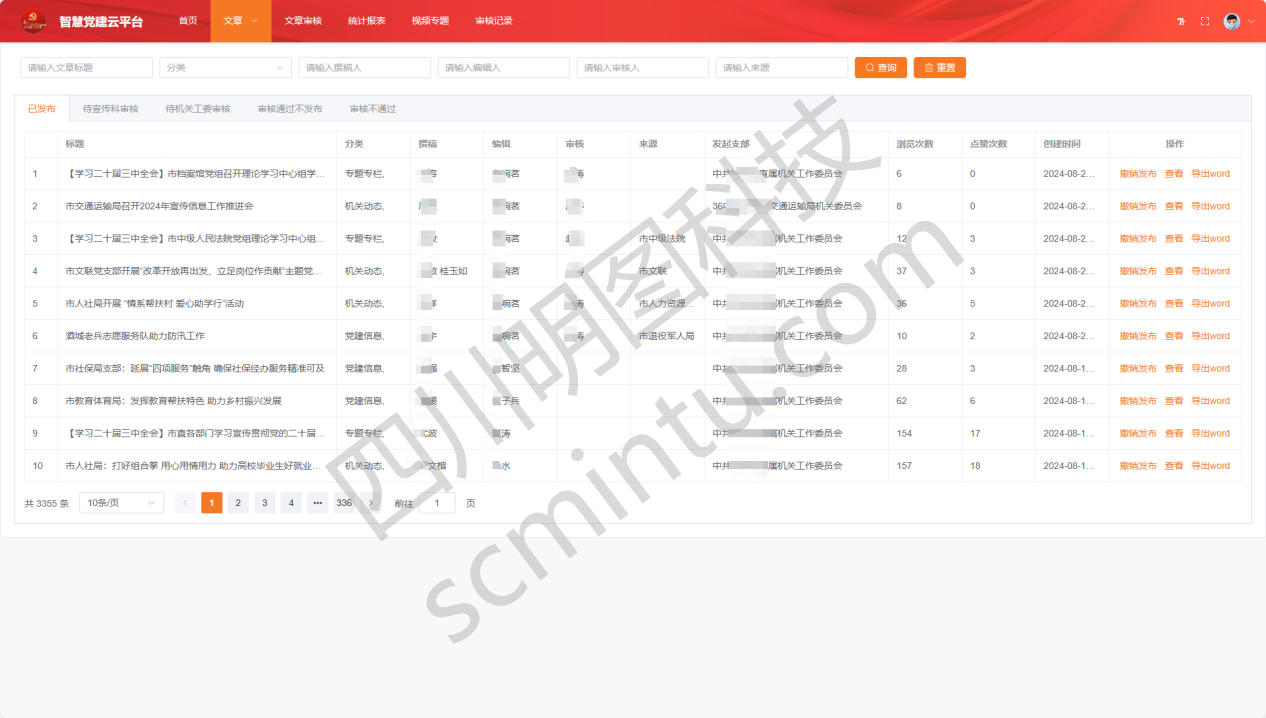 智慧党建云平台 首页 文章 文章审核 统计报表 视频专题 审核记录
请输入文章标题 分类 请输入撰稿人 请输入编辑人 请输入审核人 请输入来源 查询 重置
已发布 待宣传科审核 待机关工委审核 审核通过不发布 审核不通过
标题 分类 撰稿 编辑 审核 来源 发起支部 浏览次数 点赞次数 创建时间 操作
1 【学习二十届三中全会】市档案馆党组召开理论学习中心组学... 专题专栏, 中共 直属机关工作委员会 6 0 2024-08-2... 撤销发布 查看 导出word
2 市交通运输局召开2024年宣传信息工作推进会 机关动态, 琬茗 36 交通运输局机关委员会 8 0 2024-08-2... 撤销发布 查看 导出word
3 【学习二十届三中全会】市中级人民法院党组理论学习中心组... 专题专栏, 琬茗 市中级法院 中共 机关工作委员会 12 3 2024-08-2... 撤销发布 查看 导出word
4 市文联党支部开展“改革开放再出发、立足岗位作贡献”主题党... 机关动态, 桂玉如 琬茗 市文联 中共 机关工作委员会 37 3 2024-08-2... 撤销发布 查看 导出word
5 市人社局开展 “情系帮扶村 爱心助学行”活动 机关动态, 琬茗 涛 市人力资源... 中共 机关工作委员会 36 5 2024-08-2... 撤销发布 查看 导出word
6 酒城老兵志愿服务队助力防汛工作 党建信息, 琬茗 涛 市退役军人局 中共 机关工作委员会 10 2 2024-08-2... 撤销发布 查看 导出word
7 市社保局支部：延展“四项服务”触角 确保社保经办服务精准可及 党建信息, 智坚 中共 机关工作委员会 28 3 2024-08-1... 撤销发布 查看 导出word
8 市教育体育局：发挥教育帮扶特色 助力乡村振兴发展 党建信息, 子兵 中共 机关工作委员会 62 6 2024-08-1... 撤销发布 查看 导出word
9 【学习二十届三中全会】市直各部门学习宣传贯彻党的二十届... 专题专栏, 波 涛 中共 属机关工作委员会 154 17 2024-08-1... 撤销发布 查看 导出word
10 市人社局：打好组合拳 用心用情用力 助力高校毕业生好就业... 机关动态, 文楷 水 中共 属机关工作委员会 157 18 2024-08-1... 撤销发布 查看 导出word
共 3355 条 10条/页 1 2 3 4 ••• 336 前往 1 页
四川明图科技
scmintu.com